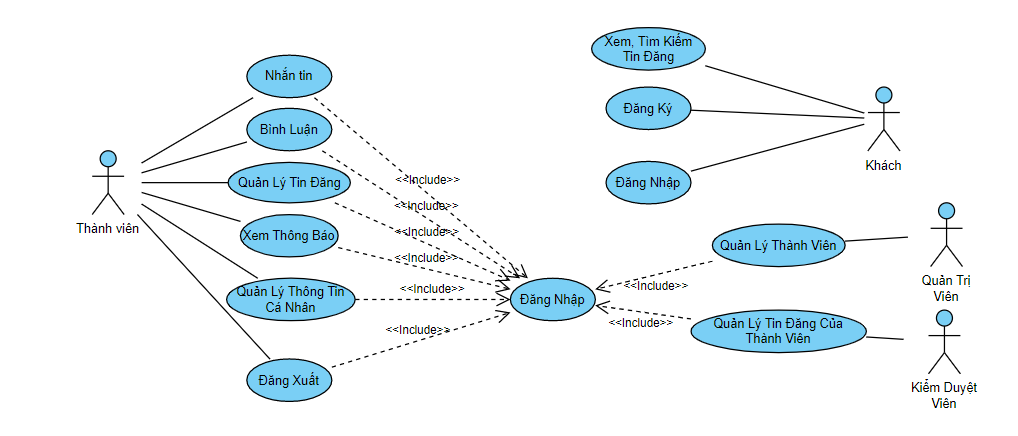 Nhắn tin
Bình Luận
Quản Lý Tin Đăng
Xem Thông Báo
Quản Lý Thông Tin
Cá Nhân
Đăng Xuất
Thành viên
<<Include>>
<<Include>>
<<Include>>
<<Include>>
<<Include>>
<<Include>>
Đăng Nhập
Xem, Tìm Kiếm
Tin Đăng
Đăng Ký
Đăng Nhập
Khách
Quản Lý Thành Viên
<<Include>>
Quản Trị
Viên
Quản Lý Tin Đăng Của
Thành Viên
<<Include>>
Kiểm Duyệt
Viên